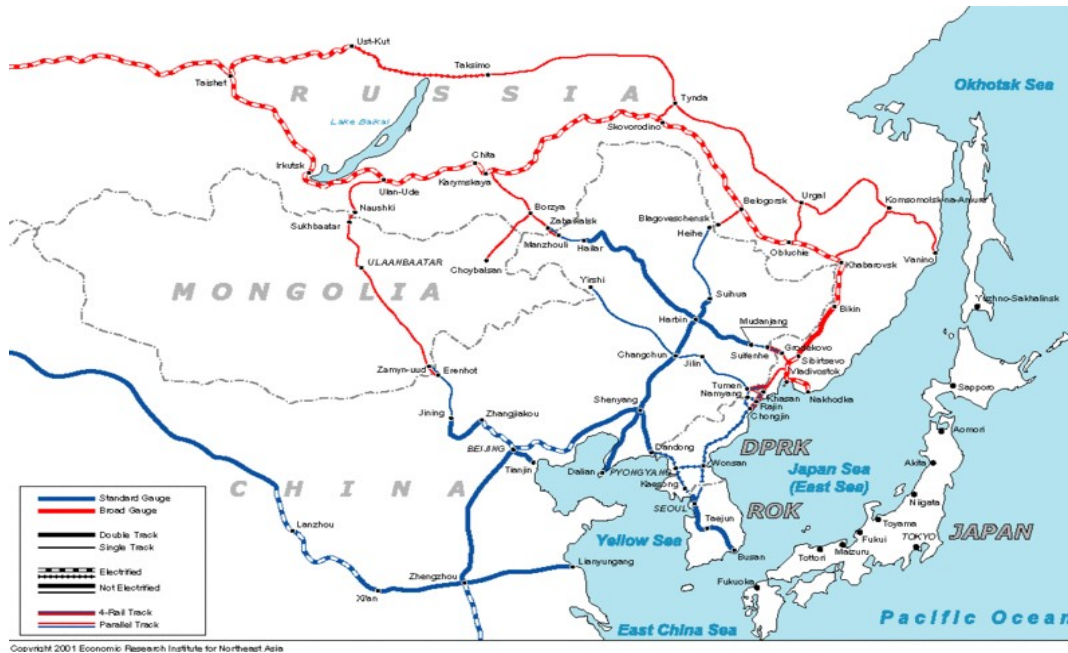 Ust-Kut
Taksimo
Taishet
RUSSIA
Okhotsk Sea
Tynda
Lake Baikal
Skovorodino
Chita
Irkutsk
Karymskaya
Ulan-Ude
Urgal
Komsomolsk-na-Amure
Belogorsk
Naushki
Borzya
Blagoveschensk
Sukhbaatar
Zabaikalsk
Heihe
Manzhouli
Hailar
Obluchie
Vanino
ULAANBAATAR
Khabarovsk
Choybalsan
MONGOLIA
Yirshi
Suihua
Bikin
Yuzhno-Sakhalinsk
Harbin
Mudanjang
Grodekovo
Changchun
Suifenhe
Sibirtsevo
Jilin
Vladivostok
Zamyn-uud
Erenhot
Tumen
Khasan
Nakhodka
Sapporo
Namyang
Rajin
Shenyang
Chongjin
Jining
Zhangjiakou
Aomori
BEIJING
Dandong
DPRK
Tianjin
Dalian
PYONGYANG
Wonsan
Japan Sea
(East Sea)
Akita
CHINA
Kaesong
Niigata
Standard Gauge
Broad Gauge
SEOUL
ROK
Toyama
JAPAN
Lanzhou
Taejun
Fukui
TOKYO
Double Track
Single Track
Yellow Sea
Busan
Tottori
Maizuru
Electrified
Not Electrified
Zhengzhou
Lianyungang
Fukuoka
Xi'an
4-Rail Track
Parallel Track
East China Sea
Pacific Ocean
Copyright 2001 Economic Research Institute for Northeast Asia